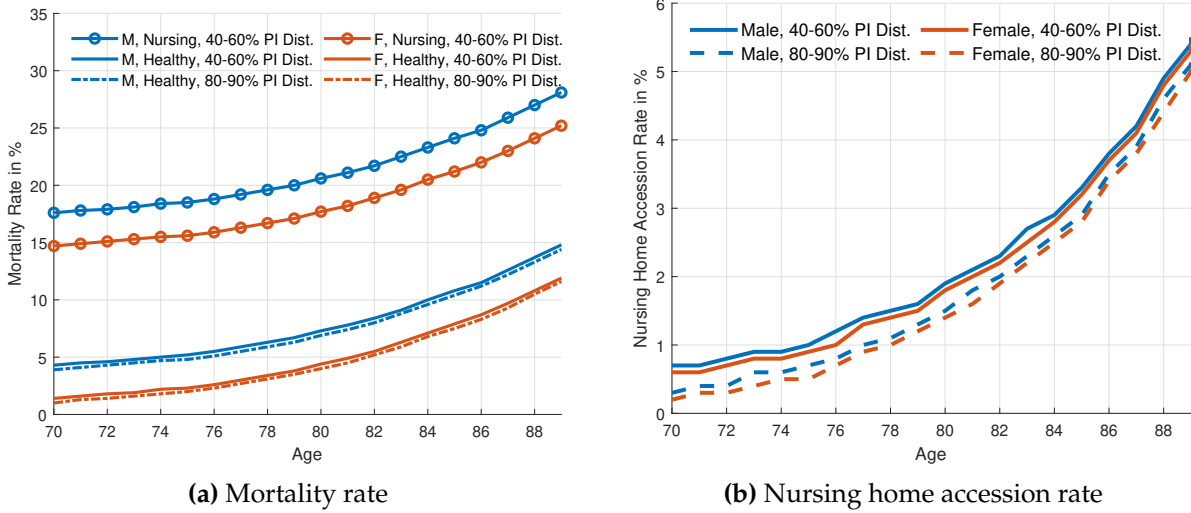 35
30
25
20
15
10
5
0
Mortality Rate in %
M, Nursing, 40-60% PI Dist.
M, Healthy, 40-60% PI Dist.
M, Healthy, 80-90% PI Dist.
F, Nursing, 40-60% PI Dist.
F, Healthy, 40-60% PI Dist.
F, Healthy, 80-90% PI Dist.
70 72 74 76 78 80 82 84 86 88
Age
(a) Mortality rate
6
5
4
3
2
1
0
Nursing Home Accession Rate in %
Male, 40-60% PI Dist.
Male, 80-90% PI Dist.
Female, 40-60% PI Dist.
Female, 80-90% PI Dist.
70 72 74 76 78 80 82 84 86 88
Age
(b) Nursing home accession rate